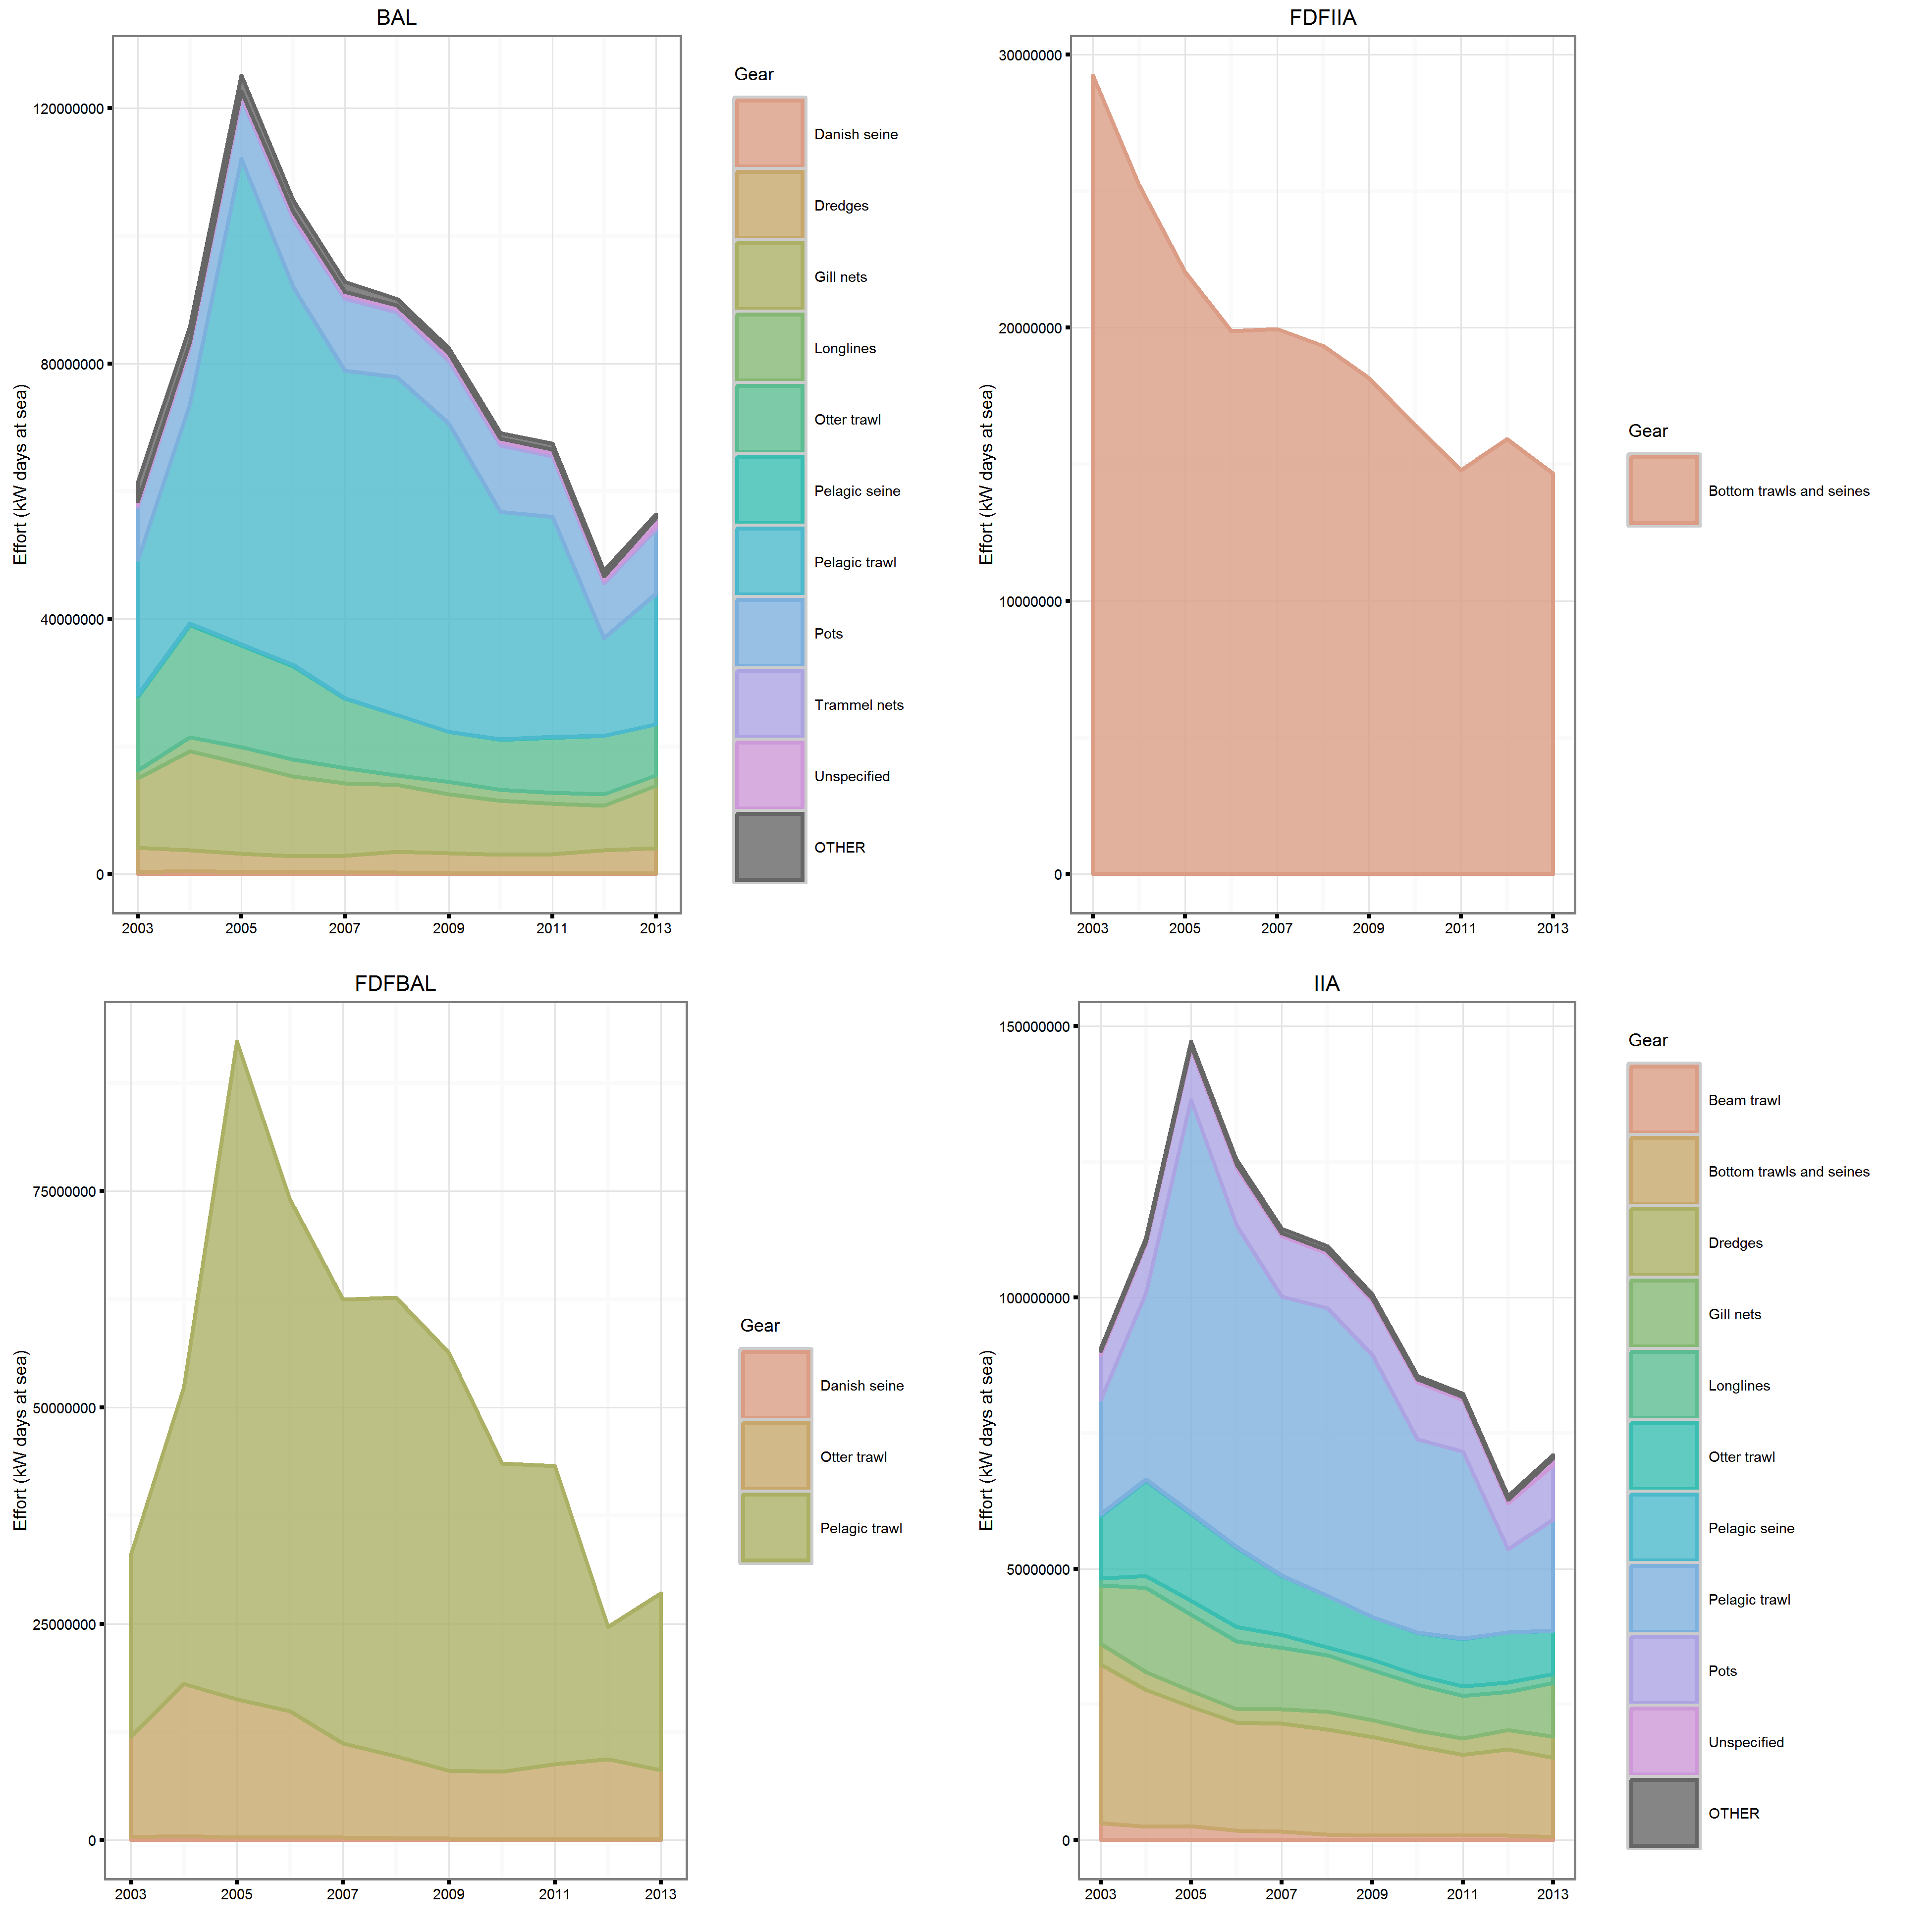 BAL
Effort (kW days at sea)
120000000
80000000
40000000
0
2003 2005 2007 2009 2011 2013
Gear
Danish seine
Dredges
Gill nets
Longlines
Otter trawl
Pelagic seine
Pelagic trawl
Pots
Trammel nets
Unspecified
OTHER
FDFIIA
Effort (kW days at sea)
30000000
20000000
10000000
0
2003 2005 2007 2009 2011 2013
Gear
Bottom trawls and seines
FDFBAL
Effort (kW days at sea)
75000000
50000000
25000000
0
2003 2005 2007 2009 2011 2013
Gear
Danish seine
Otter trawl
Pelagic trawl
IIA
Effort (kW days at sea)
150000000
100000000
50000000
0
2003 2005 2007 2009 2011 2013
Gear
Beam trawl
Bottom trawls and seines
Dredges
Gill nets
Longlines
Otter trawl
Pelagic seine
Pelagic trawl
Pots
Unspecified
OTHER